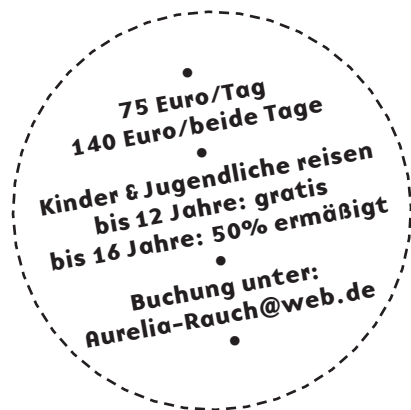 75 Euro/Tag
140 Euro/beide Tage
Kinder & Jugendliche reisen
bis 12 Jahre: gratis
bis 16 Jahre: 50% ermäßigt
Buchung unter:
Aurelia-Rauch@web.de